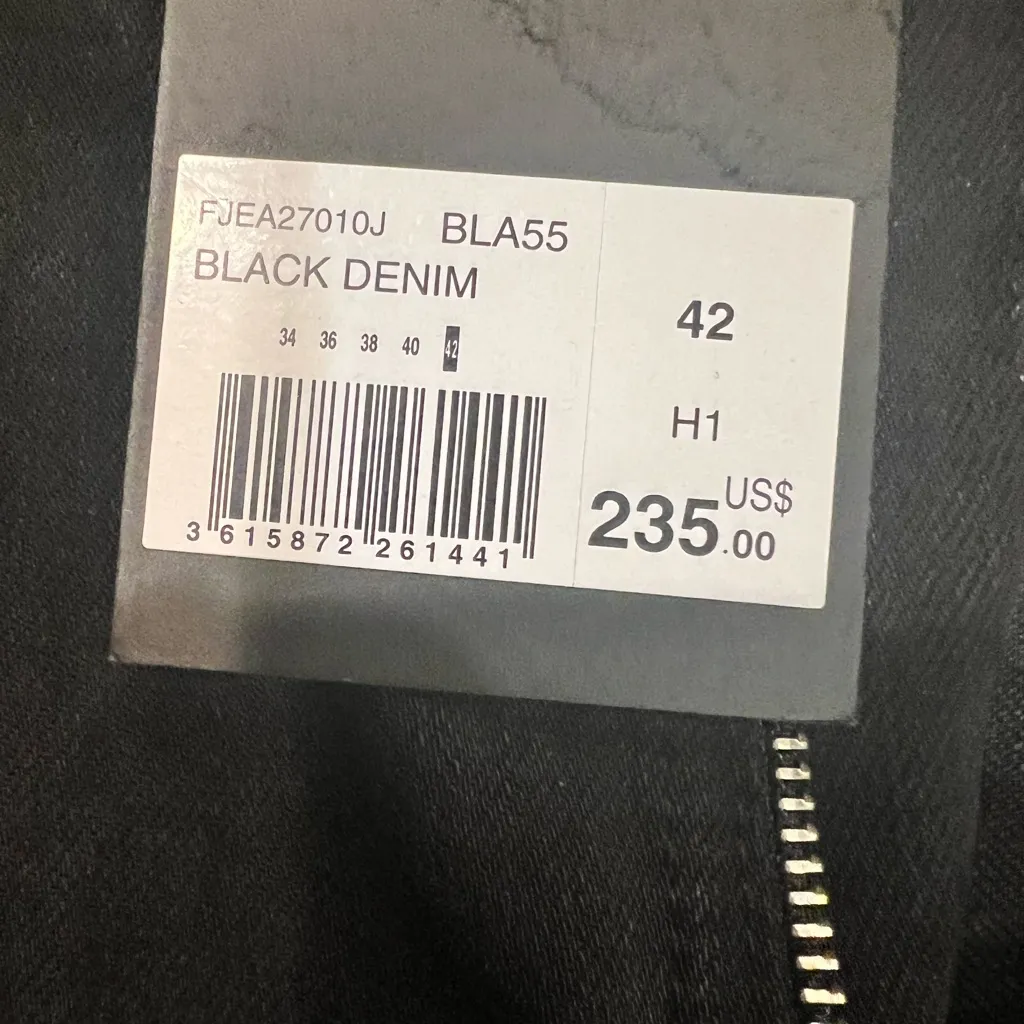 FJEA27010J BLA55
BLACK DENIM
34 36 38 40 42
3 615872 261441
42
H1
235.00 US$